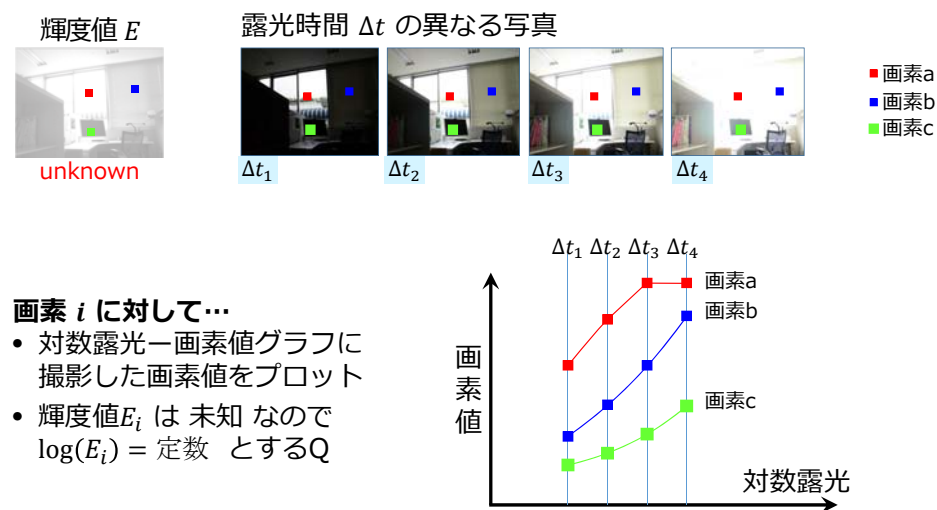 輝度値 E
露光時間 Δt の異なる写真
画素a
画素b
画素c
unknown
Δt₁
Δt₂
Δt₃
Δt₄
画素 i に対して…
• 対数露光ー画素値グラフに
撮影した画素値をプロット
• 輝度値Eᵢ は 未知 なので
log(Eᵢ) = 定数 とするQ
Δt₁
Δt₂
Δt₃
Δt₄
画素a
画素b
画素c
画素値
対数露光